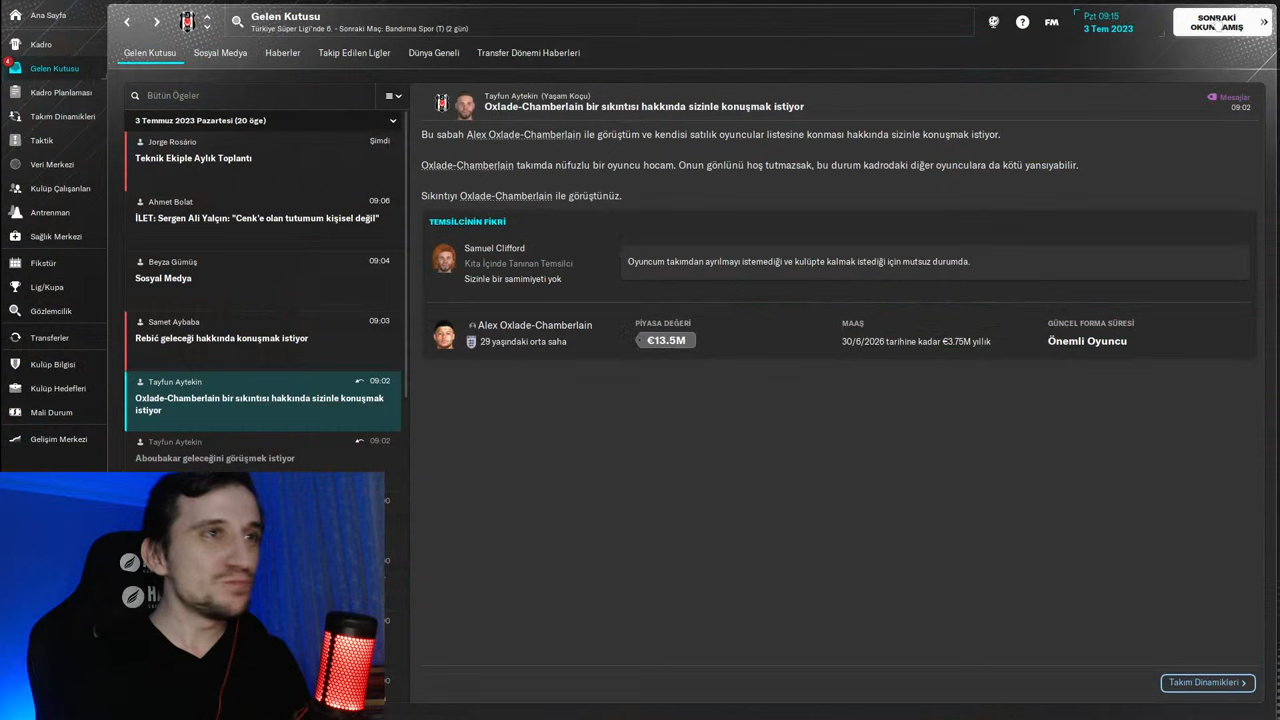 Ana Sayfa
Kadro
4
Gelen Kutusu
Kadro Planlaması
Takım Dinamikleri
Taktik
Veri Merkezi
Kulüp Çalışanları
Antrenman
Sağlık Merkezi
Fikstür
Lig/Kupa
Gözlemcilik
Transferler
Kulüp Bilgisi
Kulüp Hedefleri
Mali Durum
Gelişim Merkezi
Gelen Kutusu
Türkiye Süper Ligi'nde 6. - Sonraki Maç: Bandırma Spor (T) (2 gün)
FM
Pzt 09:15
3 Tem 2023
SONRAKİ
OKUNMAMIŞ
Gelen Kutusu
Sosyal Medya
Haberler
Takip Edilen Ligler
Dünya Geneli
Transfer Dönemi Haberleri
Bütün Ögeler
3 Temmuz 2023 Pazartesi (20 öge)
Jorge Rosário Şimdi
Teknik Ekiple Aylık Toplantı
Ahmet Bolat 09:06
İLET: Sergen Ali Yalçın: "Cenk'e olan tutumum kişisel değil"
Beyza Gümüş 09:04
Sosyal Medya
Samet Aybaba 09:03
Rebić geleceği hakkında konuşmak istiyor
Tayfun Aytekin 09:02
Oxlade-Chamberlain bir sıkıntısı hakkında sizinle konuşmak
istiyor
Tayfun Aytekin 09:02
Aboubakar geleceğini görüşmek istiyor
Tayfun Aytekin (Yaşam Koçu)
Oxlade-Chamberlain bir sıkıntısı hakkında sizinle konuşmak istiyor
Mesajlar
09:02
Bu sabah Alex Oxlade-Chamberlain ile görüştüm ve kendisi satılık oyuncular listesine konması hakkında sizinle konuşmak istiyor.
Oxlade-Chamberlain takımda nüfuzlu bir oyuncu hocam. Onun gönlünü hoş tutmazsak, bu durum kadrodaki diğer oyunculara da kötü yansıyabilir.
Sıkıntıyı Oxlade-Chamberlain ile görüştünüz.
TEMSİLCİNİN FİKRİ
Samuel Clifford
Kıta İçinde Tanınan Temsilci
Sizinle bir samimiyeti yok
Oyuncum takımdan ayrılmayı istemediği ve kulüpte kalmak istediği için mutsuz durumda.
Alex Oxlade-Chamberlain
29 yaşındaki orta saha
PİYASA DEĞERİ
€13.5M
MAAŞ
30/6/2026 tarihine kadar €3.75M yıllık
GÜNCEL FORMA SÜRESİ
Önemli Oyuncu
Takım Dinamikleri